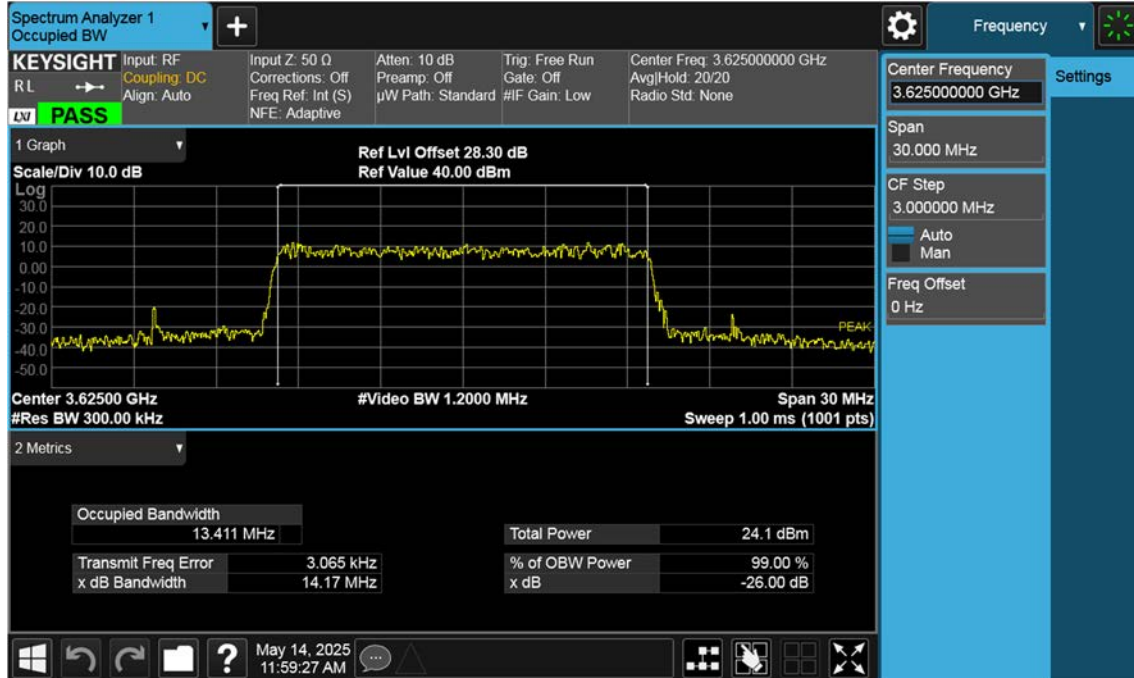 Spectrum Analyzer 1
Occupied BW
Frequency
KEYSIGHT
R L
LXI
PASS
Input: RF
Coupling: DC
Align: Auto
Input Z: 50 Ω
Corrections: Off
Freq Ref: Int (S)
NFE: Adaptive
Atten: 10 dB
Preamp: Off
µW Path: Standard
Trig: Free Run
Gate: Off
#IF Gain: Low
Center Freq: 3.625000000 GHz
Avg|Hold: 20/20
Radio Std: None
Center Frequency
3.625000000 GHz
Settings
Span
30.000 MHz
CF Step
3.000000 MHz
Auto
Man
Freq Offset
0 Hz
1 Graph
Scale/Div 10.0 dB
Ref Lvl Offset 28.30 dB
Ref Value 40.00 dBm
Log
30.0
20.0
10.0
0.00
-10.0
-20.0
-30.0
-40.0
-50.0
PEAK
Center 3.62500 GHz
#Res BW 300.00 kHz
#Video BW 1.2000 MHz
Span 30 MHz
Sweep 1.00 ms (1001 pts)
2 Metrics
Occupied Bandwidth
13.411 MHz
Total Power 24.1 dBm
Transmit Freq Error 3.065 kHz
% of OBW Power 99.00 %
x dB Bandwidth 14.17 MHz
x dB -26.00 dB
?
May 14, 2025
11:59:27 AM